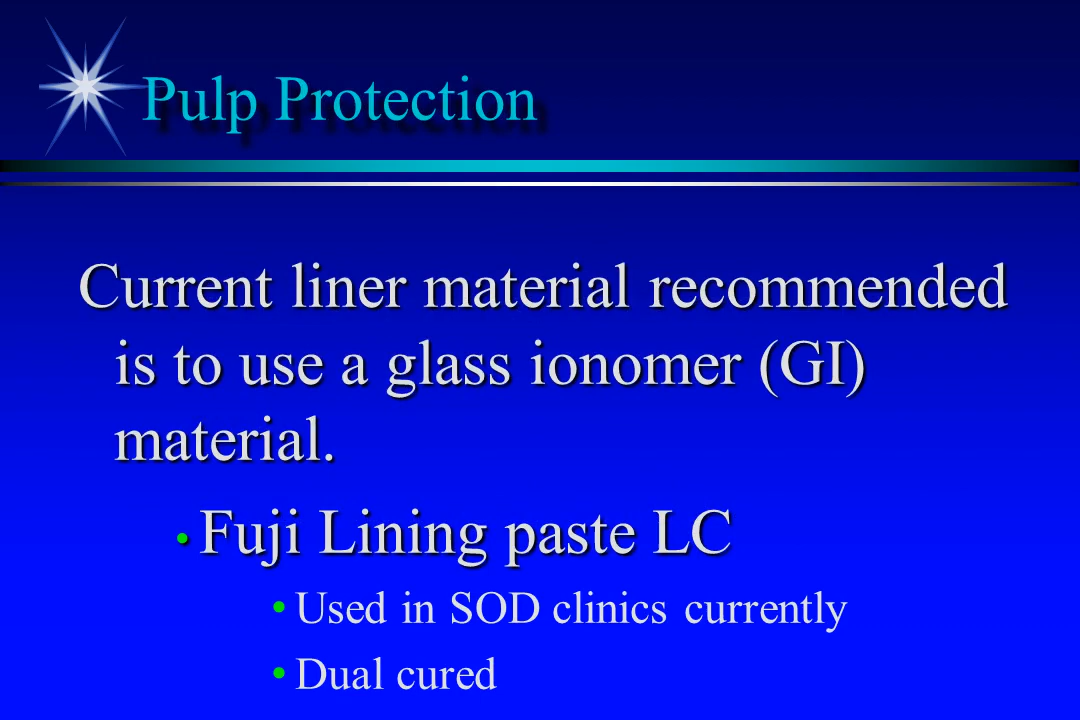 Pulp Protection
Current liner material recommended
is to use a glass ionomer (GI)
material.
• Fuji Lining paste LC
• Used in SOD clinics currently
• Dual cured